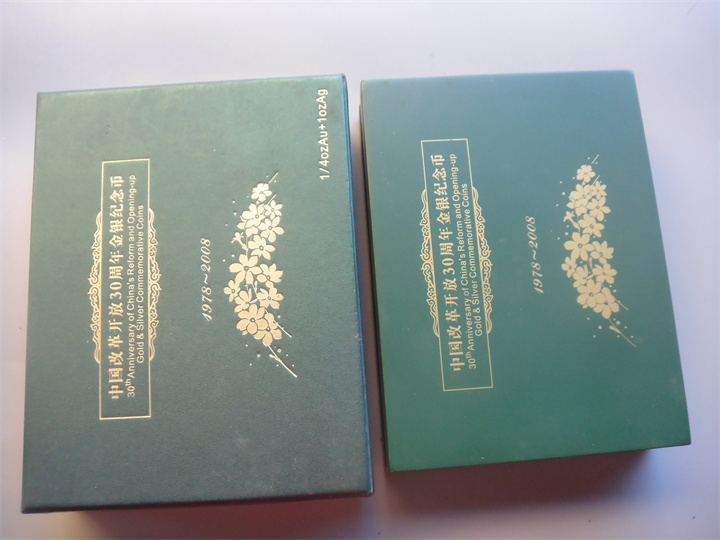 中国改革开放30周年金银纪念币
30th Anniversary of China's Reform and Opening-up
Gold & Silver Commemorative Coins
1978~2008
1/4ozAu+1ozAg
中国改革开放30周年金银纪念币
30th Anniversary of China's Reform and Opening-up
Gold & Silver Commemorative Coins
1978~2008